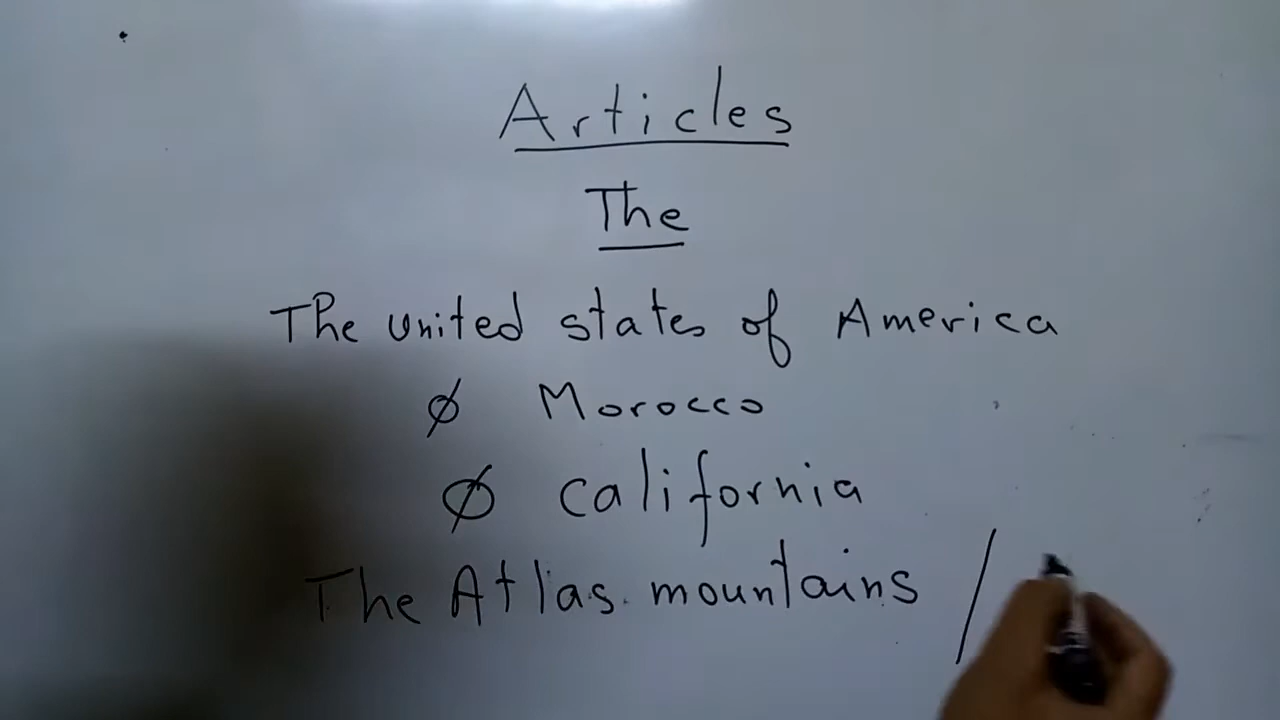 Articles
The
The united states of America
Ø Morocco
Ø california
The Atlas mountains /